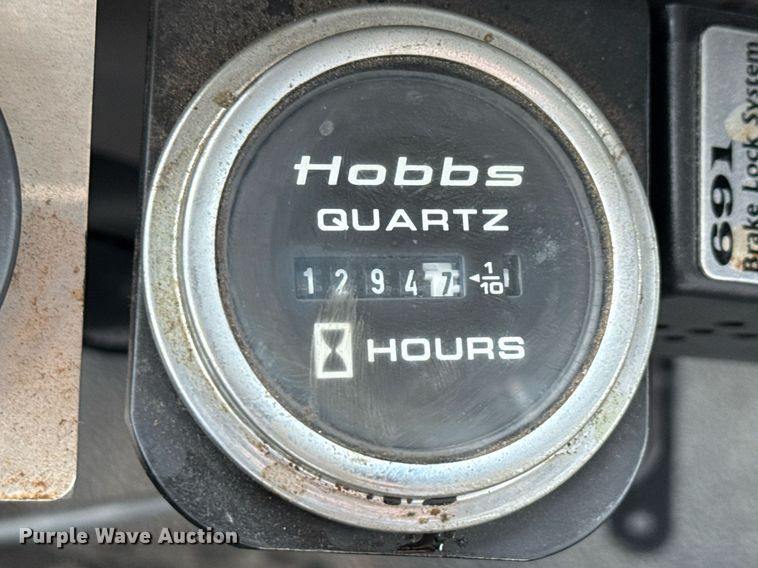 Hobbs
QUARTZ
12947 ◄1/10
HOURS
691
Brake Lock System
Purple Wave Auction®